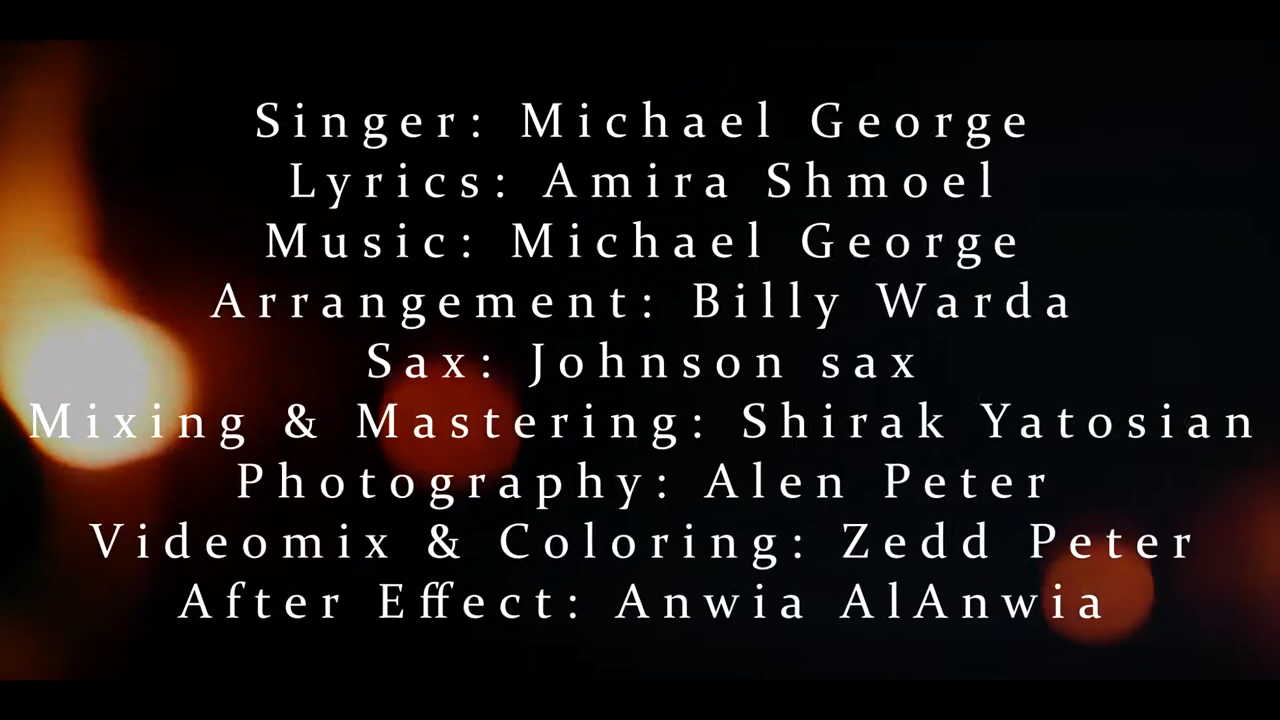 Singer: Michael George
Lyrics: Amira Shmoel
Music: Michael George
Arrangement: Billy Warda
Sax: Johnson sax
Mixing & Mastering: Shirak Yatosian
Photography: Alen Peter
Videomix & Coloring: Zedd Peter
After Effect: Anwia AlAnwia